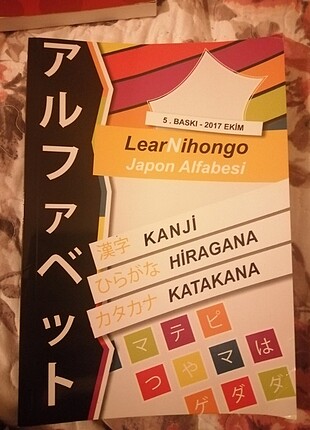 アルファベット
5. BASKI - 2017 EKİM
LearNihongo
Japon Alfabesi
漢字 KANJİ
ひらがな HİRAGANA
カタカナ KATAKANA
マテピ
つやマは
ゲダダ